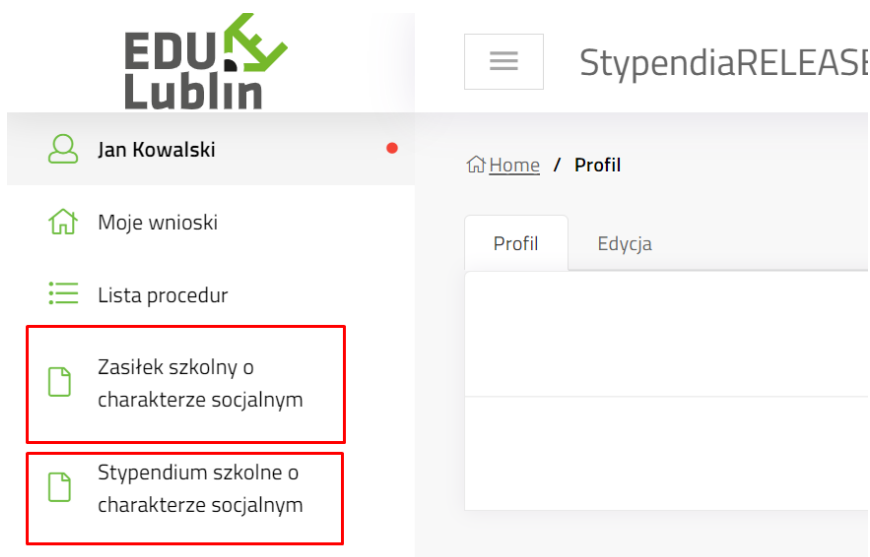 EDU
Lublin
StypendiaRELEASE
Jan Kowalski
Home / Profil
Moje wnioski
Profil
Edycja
Lista procedur
Zasiłek szkolny o
charakterze socjalnym
Stypendium szkolne o
charakterze socjalnym